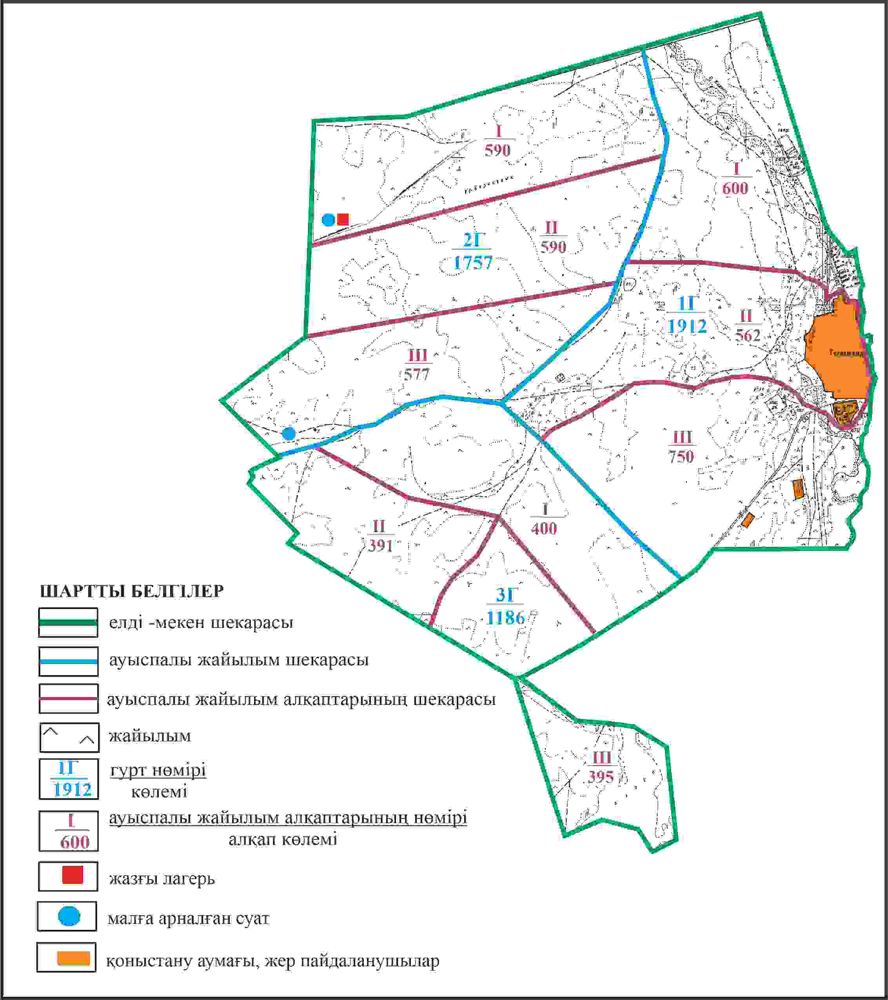 I
590
I
600
II
590
2Г
1757
1Г
1912
II
562
III
577
III
750
I
400
II
391
3Г
1186
III
395
ШАРТТЫ БЕЛГІЛЕР
елді -мекен шекарасы
ауыспалы жайылым шекарасы
ауыспалы жайылым алқаптарының шекарасы
жайылым
1Г
1912
гурт нөмірі
көлемі
I
600
ауыспалы жайылым алқаптарының нөмірі
алқап көлемі
жазғы лагерь
малға арналған суат
қоныстану аумағы, жер пайдаланушылар